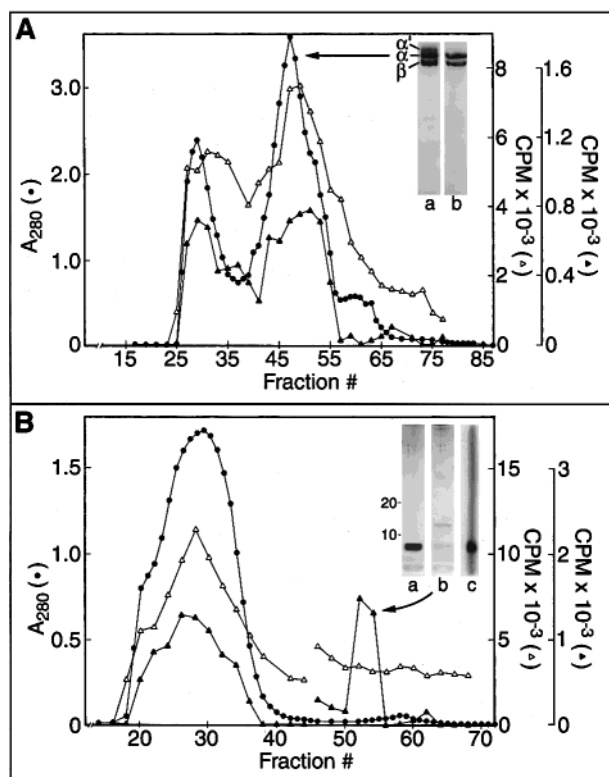 A
α'
α
β
a b
3.0
2.0
1.0
0
A280 (•)
8
6
4
2
0
CPM x 10-3 (△)
1.6
1.2
0.8
0.4
0
CPM x 10-3 (▲)
15 25 35 45 55 65 75 85
Fraction #
B
20
10
a b c
1.5
1.0
0.5
0
A280 (•)
15
10
5
0
CPM x 10-3 (△)
3
2
1
0
CPM x 10-3 (▲)
20 30 40 50 60 70
Fraction #